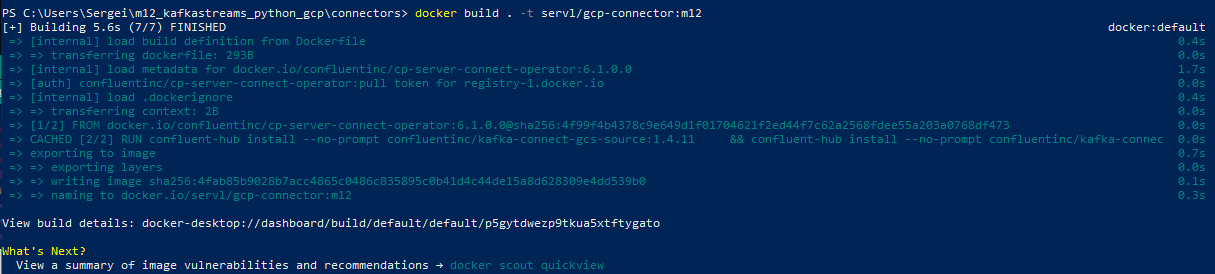 PS C:\Users\Sergei\m12_kafkastreams_python_gcp\connectors> docker build . -t servl/gcp-connector:m12
[+] Building 5.6s (7/7) FINISHED docker:default
=> [internal] load build definition from Dockerfile 0.4s
=> => transferring dockerfile: 293B 0.0s
=> [internal] load metadata for docker.io/confluentinc/cp-server-connect-operator:6.1.0.0 1.7s
=> [auth] confluentinc/cp-server-connect-operator:pull token for registry-1.docker.io 0.0s
=> [internal] load .dockerignore 0.4s
=> => transferring context: 2B 0.0s
=> [1/2] FROM docker.io/confluentinc/cp-server-connect-operator:6.1.0.0@sha256:4f99f4b4378c9e649d1f01704621f2ed44f7c62a2568fdee55a203a0768df473 0.0s
=> CACHED [2/2] RUN confluent-hub install --no-prompt confluentinc/kafka-connect-gcs-source:1.4.11 && confluent-hub install --no-prompt confluentinc/kafka-connec 0.0s
=> exporting to image 0.7s
=> => exporting layers 0.0s
=> => writing image sha256:4fab85b9028b7acc4865c0486c835895c0b41d4c44de15a8d628309e4dd539b0 0.1s
=> => naming to docker.io/servl/gcp-connector:m12 0.3s
View build details: docker-desktop://dashboard/build/default/default/p5gytdwezp9tkua5xtftygato
What's Next?
View a summary of image vulnerabilities and recommendations → docker scout quickview